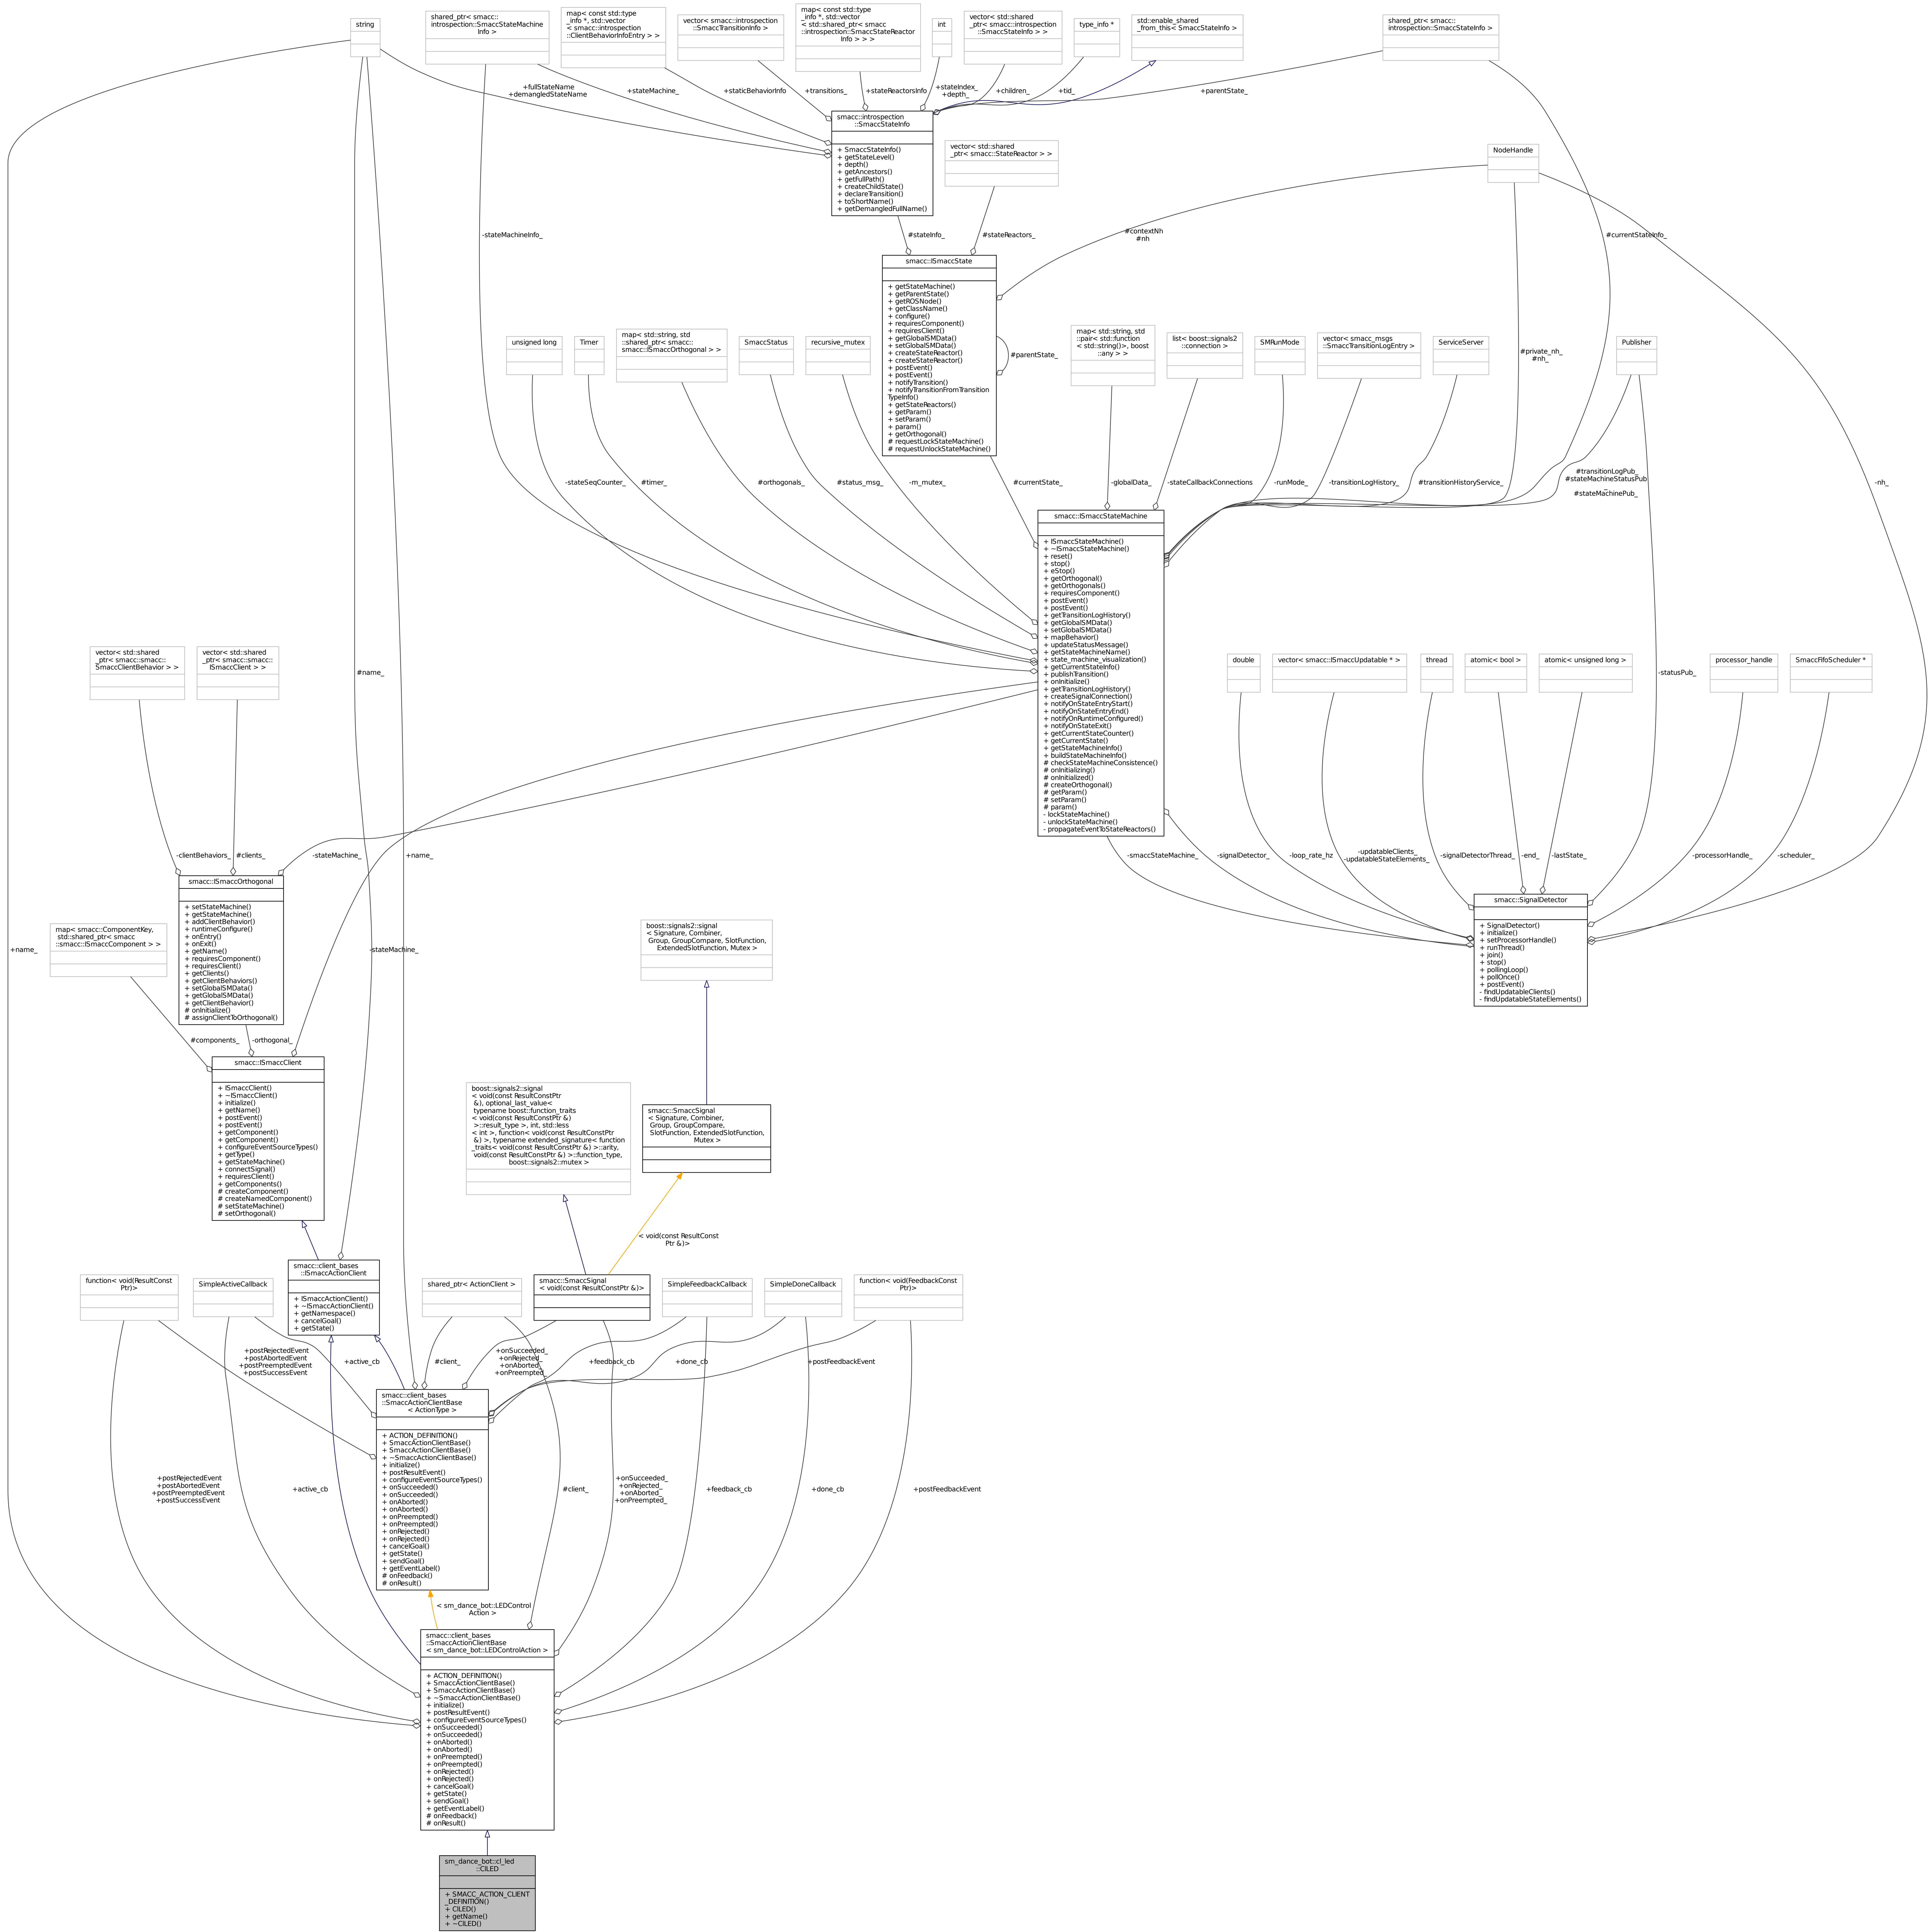 string
shared_ptr< smacc::
introspection::SmaccStateMachine
Info >
map< const std::type
_info *, std::vector
< smacc::introspection
::ClientBehaviorInfoEntry > >
vector< smacc::introspection
::SmaccTransitionInfo >
map< const std::type
_info *, std::vector
< std::shared_ptr< smacc
::introspection::SmaccStateReactor
Info > > >
int
vector< std::shared
_ptr< smacc::introspection
::SmaccStateInfo > >
type_info *
std::enable_shared
_from_this< SmaccStateInfo >
shared_ptr< smacc::
introspection::SmaccStateInfo >
+fullStateName
+demangledStateName
+stateMachine_
+staticBehaviorInfo
+transitions_
+stateReactorsInfo
+stateIndex_
+depth_
+children_
+tid_
+parentState_
smacc::introspection
::SmaccStateInfo
+ SmaccStateInfo()
+ getStateLevel()
+ depth()
+ getAncestors()
+ getFullPath()
+ createChildState()
+ declareTransition()
+ toShortName()
+ getDemangledFullName()
vector< std::shared
_ptr< smacc::StateReactor > >
NodeHandle
-stateMachineInfo_
#stateInfo_
#stateReactors_
#contextNh
#nh
#currentStateInfo_
smacc::ISmaccState
+ getStateMachine()
+ getParentState()
+ getROSNode()
+ getClassName()
+ configure()
+ requiresComponent()
+ requiresClient()
+ getGlobalSMData()
+ setGlobalSMData()
+ createStateReactor()
+ createStateReactor()
+ postEvent()
+ postEvent()
+ notifyTransition()
+ notifyTransitionFromTransition
TypeInfo()
+ getStateReactors()
+ getParam()
+ setParam()
+ param()
+ getOrthogonal()
# requestLockStateMachine()
# requestUnlockStateMachine()
#parentState_
unsigned long
Timer
map< std::string, std
::shared_ptr< smacc::
smacc::ISmaccOrthogonal > >
SmaccStatus
recursive_mutex
map< std::string, std
::pair< std::function
< std::string()>, boost
::any > >
list< boost::signals2
::connection >
SMRunMode
vector< smacc_msgs
::SmaccTransitionLogEntry >
ServiceServer
#private_nh_
#nh_
Publisher
-stateSeqCounter_
#timer_
#orthogonals_
#status_msg_
-m_mutex_
#currentState_
-globalData_
-stateCallbackConnections
-runMode_
-transitionLogHistory_
#transitionHistoryService_
#transitionLogPub_
#stateMachineStatusPub
_
#stateMachinePub_
-nh_
smacc::ISmaccStateMachine
+ ISmaccStateMachine()
+ ~ISmaccStateMachine()
+ reset()
+ stop()
+ eStop()
+ getOrthogonal()
+ getOrthogonals()
+ requiresComponent()
+ postEvent()
+ postEvent()
+ getTransitionLogHistory()
+ getGlobalSMData()
+ setGlobalSMData()
+ mapBehavior()
+ updateStatusMessage()
+ getStateMachineName()
+ state_machine_visualization()
+ getCurrentStateInfo()
+ publishTransition()
+ onInitialize()
+ getTransitionLogHistory()
+ createSignalConnection()
+ notifyOnStateEntryStart()
+ notifyOnStateEntryEnd()
+ notifyOnRuntimeConfigured()
+ notifyOnStateExit()
+ getCurrentStateCounter()
+ getCurrentState()
+ getStateMachineInfo()
+ buildStateMachineInfo()
# checkStateMachineConsistence()
# onInitializing()
# onInitialized()
# createOrthogonal()
# getParam()
# setParam()
# param()
- lockStateMachine()
- unlockStateMachine()
- propagateEventToStateReactors()
#name_
vector< std::shared
_ptr< smacc::smacc::
SmaccClientBehavior > >
vector< std::shared
_ptr< smacc::smacc::
ISmaccClient > >
double
vector< smacc::ISmaccUpdatable * >
thread
atomic< bool >
atomic< unsigned long >
-statusPub_
processor_handle
SmaccFifoScheduler *
-clientBehaviors_
#clients_
-stateMachine_
+name_
-smaccStateMachine_
-signalDetector_
-loop_rate_hz
-updatableClients_
-updatableStateElements_
-signalDetectorThread_
-end_
-lastState_
-processorHandle_
-scheduler_
smacc::ISmaccOrthogonal
+ setStateMachine()
+ getStateMachine()
+ addClientBehavior()
+ runtimeConfigure()
+ onEntry()
+ onExit()
+ getName()
+ requiresComponent()
+ requiresClient()
+ getClients()
+ getClientBehaviors()
+ setGlobalSMData()
+ getGlobalSMData()
+ getClientBehavior()
# onInitialize()
# assignClientToOrthogonal()
smacc::SignalDetector
+ SignalDetector()
+ initialize()
+ setProcessorHandle()
+ runThread()
+ join()
+ stop()
+ pollingLoop()
+ pollOnce()
+ postEvent()
- findUpdatableClients()
- findUpdatableStateElements()
map< smacc::ComponentKey,
std::shared_ptr< smacc
::smacc::ISmaccComponent > >
+name_
-stateMachine_
boost::signals2::signal
< Signature, Combiner,
Group, GroupCompare, SlotFunction,
ExtendedSlotFunction, Mutex >
#components_
-orthogonal_
smacc::ISmaccClient
+ ISmaccClient()
+ ~ISmaccClient()
+ initialize()
+ getName()
+ postEvent()
+ postEvent()
+ getComponent()
+ getComponent()
+ configureEventSourceTypes()
+ getType()
+ getStateMachine()
+ connectSignal()
+ requiresClient()
+ getComponents()
# createComponent()
# createNamedComponent()
# setStateMachine()
# setOrthogonal()
boost::signals2::signal
< void(const ResultConstPtr
&), optional_last_value<
typename boost::function_traits
< void(const ResultConstPtr &)
>::result_type >, int, std::less
< int >, function< void(const ResultConstPtr
&) >, typename extended_signature< function
_traits< void(const ResultConstPtr &) >::arity,
void(const ResultConstPtr &) >::function_type,
boost::signals2::mutex >
smacc::SmaccSignal
< Signature, Combiner,
Group, GroupCompare,
SlotFunction, ExtendedSlotFunction,
Mutex >
< void(const ResultConst
Ptr &)>
smacc::client_bases
::ISmaccActionClient
+ ISmaccActionClient()
+ ~ISmaccActionClient()
+ getNamespace()
+ cancelGoal()
+ getState()
function< void(ResultConst
Ptr)>
SimpleActiveCallback
shared_ptr< ActionClient >
smacc::SmaccSignal
< void(const ResultConstPtr &)>
SimpleFeedbackCallback
SimpleDoneCallback
function< void(FeedbackConst
Ptr)>
+postRejectedEvent
+postAbortedEvent
+postPreemptedEvent
+postSuccessEvent
+active_cb
#client_
+onSucceeded_
+onRejected_
+onAborted_
+onPreempted_
+feedback_cb
+done_cb
+postFeedbackEvent
smacc::client_bases
::SmaccActionClientBase
< ActionType >
+ ACTION_DEFINITION()
+ SmaccActionClientBase()
+ SmaccActionClientBase()
+ ~SmaccActionClientBase()
+ initialize()
+ postResultEvent()
+ configureEventSourceTypes()
+ onSucceeded()
+ onSucceeded()
+ onAborted()
+ onAborted()
+ onPreempted()
+ onPreempted()
+ onRejected()
+ onRejected()
+ cancelGoal()
+ getState()
+ sendGoal()
+ getEventLabel()
# onFeedback()
# onResult()
+postRejectedEvent
+postAbortedEvent
+postPreemptedEvent
+postSuccessEvent
+active_cb
#client_
+onSucceeded_
+onRejected_
+onAborted_
+onPreempted_
+feedback_cb
+done_cb
+postFeedbackEvent
< sm_dance_bot::LEDControl
Action >
smacc::client_bases
::SmaccActionClientBase
< sm_dance_bot::LEDControlAction >
+ ACTION_DEFINITION()
+ SmaccActionClientBase()
+ SmaccActionClientBase()
+ ~SmaccActionClientBase()
+ initialize()
+ postResultEvent()
+ configureEventSourceTypes()
+ onSucceeded()
+ onSucceeded()
+ onAborted()
+ onAborted()
+ onPreempted()
+ onPreempted()
+ onRejected()
+ onRejected()
+ cancelGoal()
+ getState()
+ sendGoal()
+ getEventLabel()
# onFeedback()
# onResult()
sm_dance_bot::cl_led
::ClLED
+ SMACC_ACTION_CLIENT
_DEFINITION()
+ ClLED()
+ getName()
+ ~ClLED()